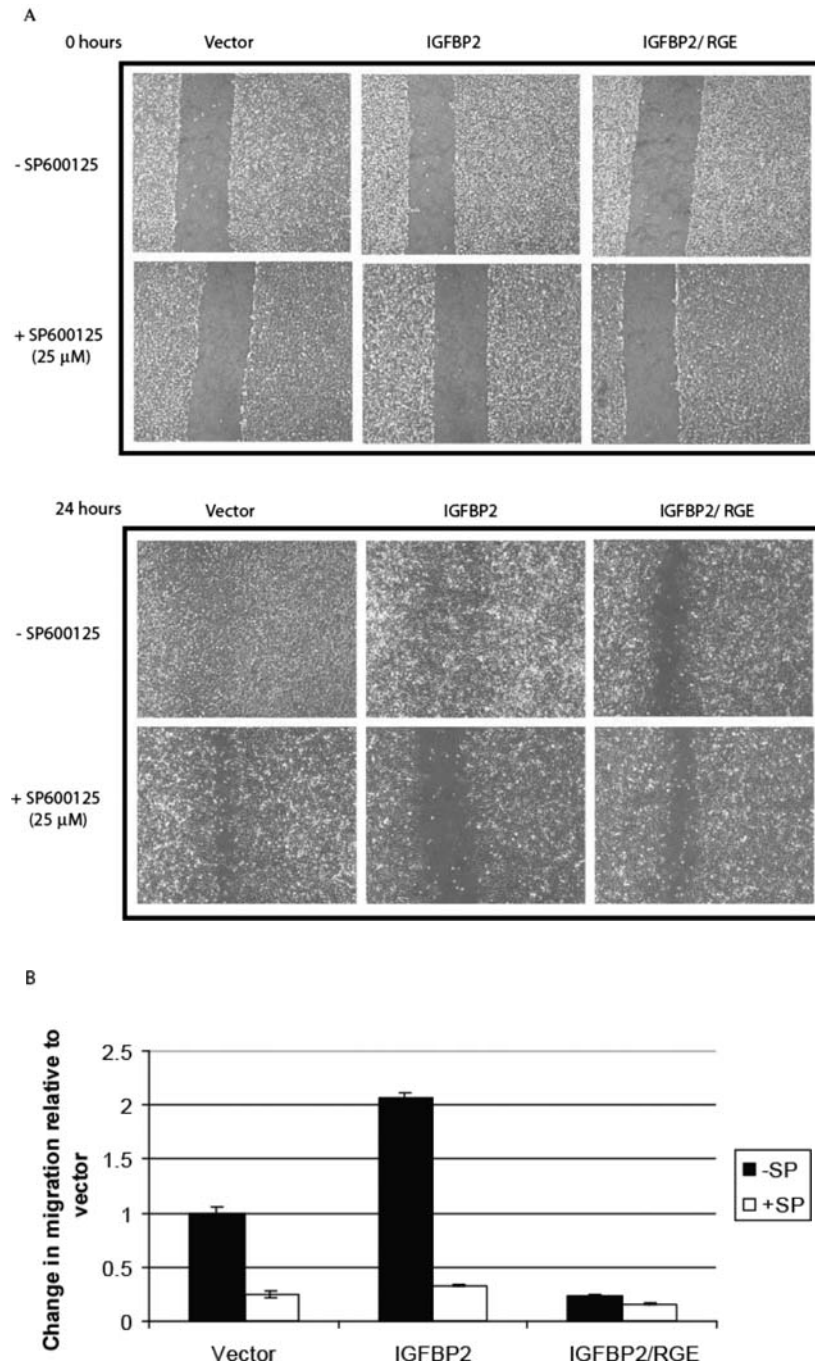 A
0 hours Vector IGFBP2 IGFBP2/ RGE
- SP600125
+ SP600125
(25 μM)
24 hours Vector IGFBP2 IGFBP2/ RGE
- SP600125
+ SP600125
(25 μM)
B
Change in migration relative to
vector
2.5
2
1.5
1
0.5
0
Vector IGFBP2 IGFBP2/RGE
-SP
+SP